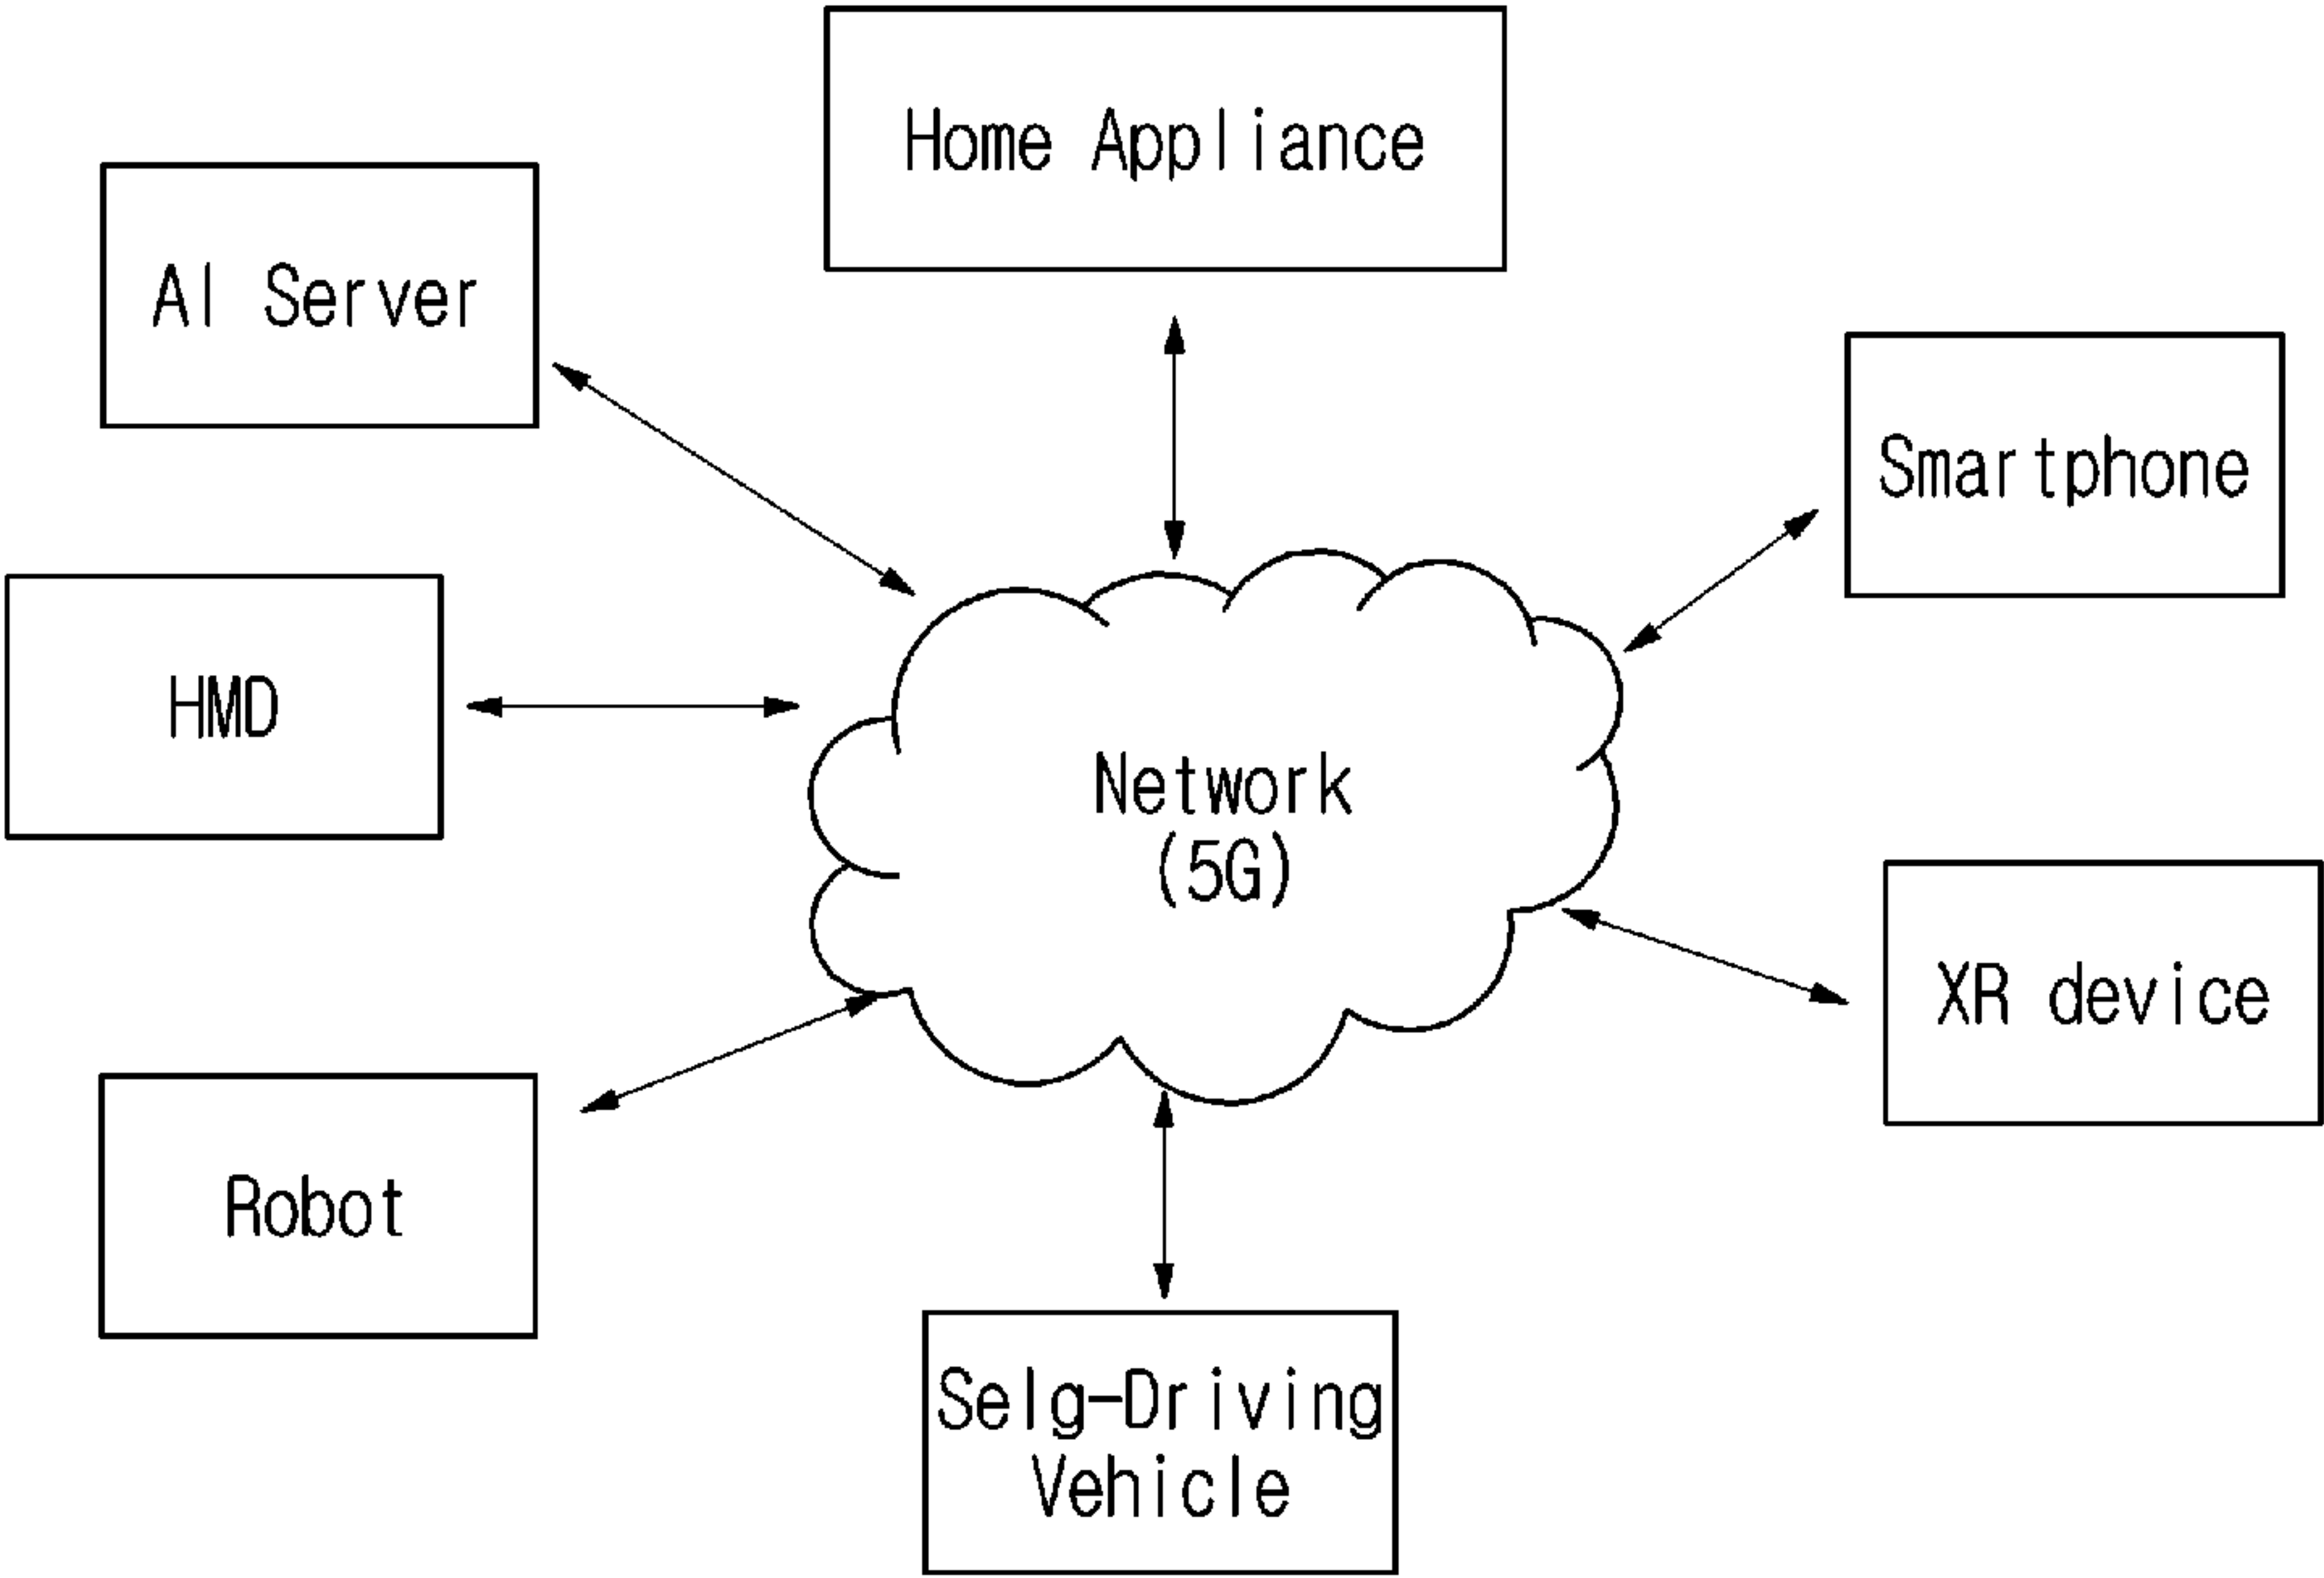 Home Appliance
AI Server
Smartphone
HMD
Network
(5G)
XR device
Robot
Selg-Driving
Vehicle